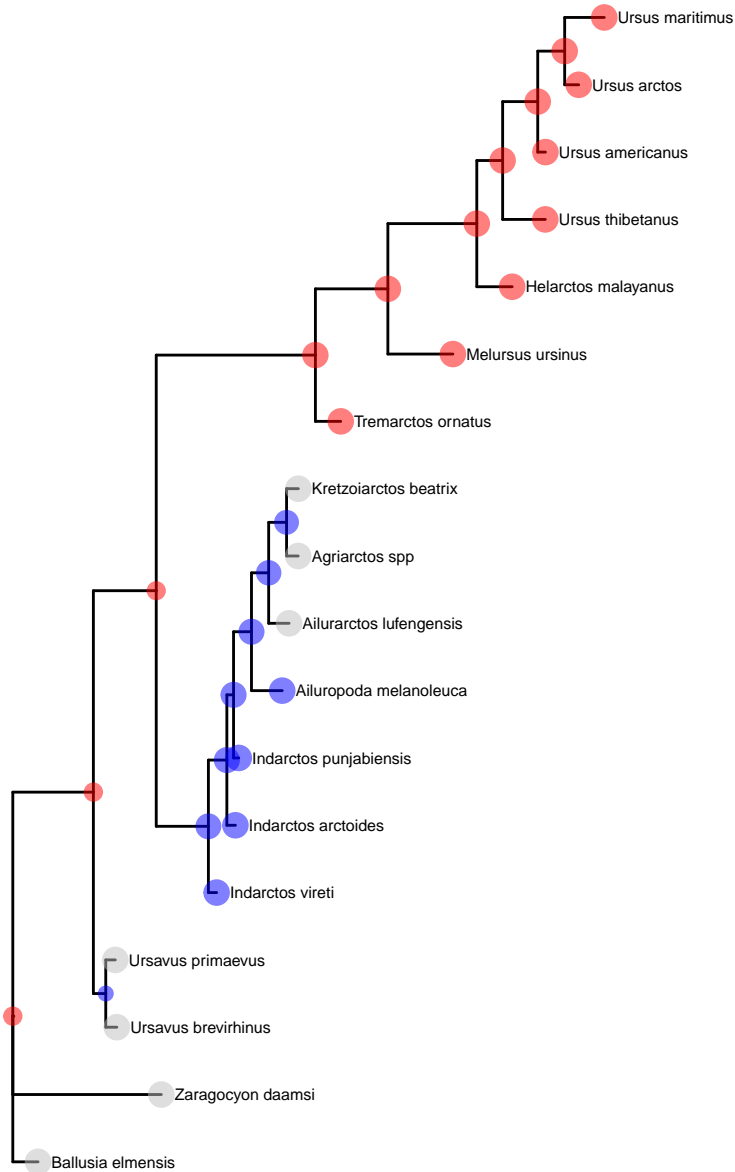 Ursus maritimus
Ursus arctos
Ursus americanus
Ursus thibetanus
Helarctos malayanus
Melursus ursinus
Tremarctos ornatus
Kretzoiarctos beatrix
Agriarctos spp
Ailurarctos lufengensis
Ailuropoda melanoleuca
Indarctos punjabiensis
Indarctos arctoides
Indarctos vireti
Ursavus primaevus
Ursavus brevirhinus
Zaragocyon daamsi
Ballusia elmensis